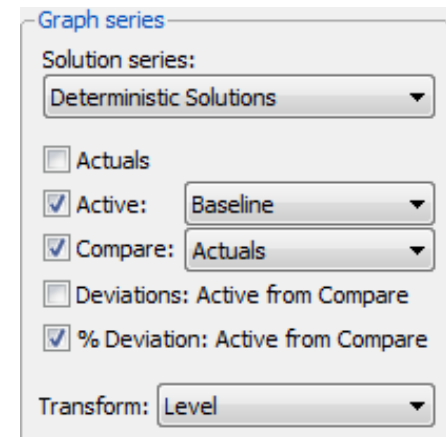 Graph series
Solution series:
Deterministic Solutions
Actuals
Active: Baseline
Compare: Actuals
Deviations: Active from Compare
% Deviation: Active from Compare
Transform: Level